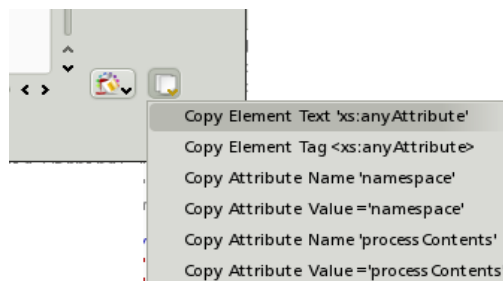 Copy Element Text 'xs:anyAttribute'
Copy Element Tag <xs:anyAttribute>
Copy Attribute Name 'namespace'
Copy Attribute Value ='namespace'
Copy Attribute Name 'processContents'
Copy Attribute Value ='processContents